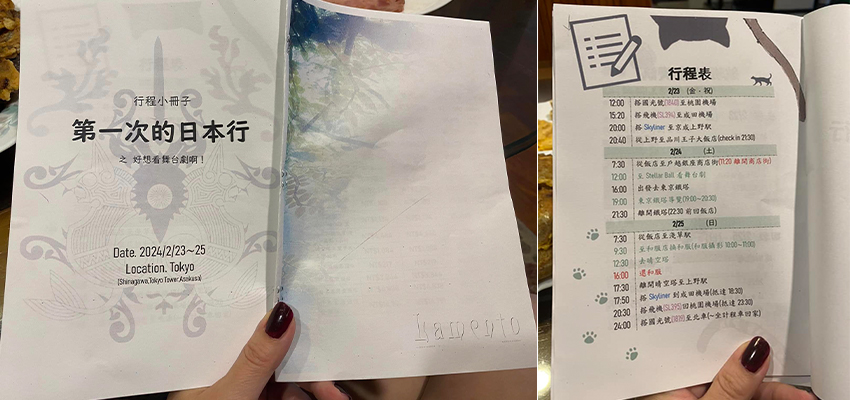 行程小冊子
第一次的日本行
之 好想看舞台劇啊！
Date. 2024/2/23~25
Location. Tokyo
(Shinagawa,Tokyo Tower,Asakusa)
Lamento
行程表
2/23 (金・祝)
12:00 搭國光號(1840)至桃園機場
15:20 搭飛機(SL394)至成田機場
20:00 搭 Skyliner 至京成上野駅
20:40 從上野至品川王子大飯店(check in 21:30)
2/24 (土)
7:30 從飯店至戶越銀座商店街(11:20 離開商店街)
12:00 至 Stellar Ball 看舞台劇
16:00 出發去東京鐵塔
19:00 東京鐵塔導覽(19:00~20:30)
21:30 離開鐵塔(22:30 前回飯店)
2/25 (日)
7:30 從飯店至淺草駅
9:30 至和服店換和服(和服攝影 10:00~11:00)
12:30 去晴空塔
16:00 還和服
17:30 離開晴空塔至上野駅
17:50 搭 Skyliner 到成田機場(抵達 18:30)
20:30 搭飛機(SL395)回桃園機場(抵達 23:30)
24:00 搭國光號(1819)至北車(~坐計程車回家)